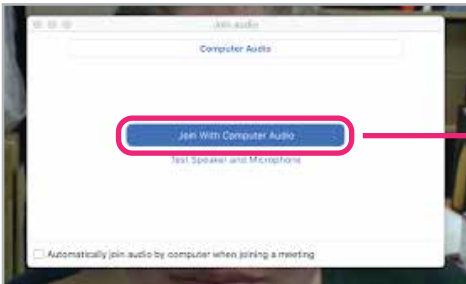 Join audio
Computer Audio
Join With Computer Audio
Test Speaker and Microphone
Automatically join audio by computer when joining a meeting